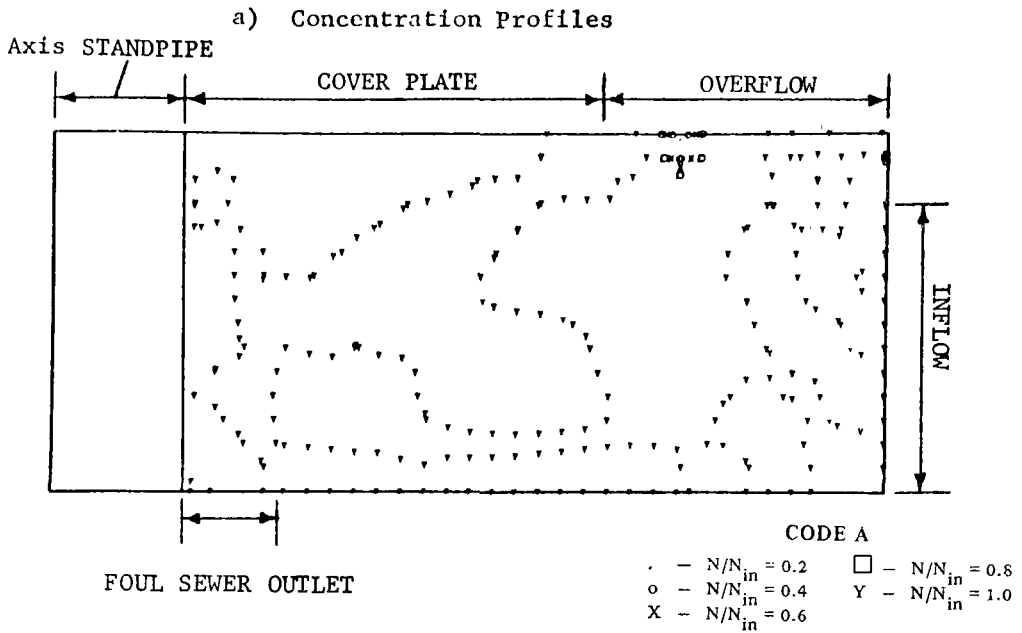 a) Concentration Profiles
Axis STANDPIPE
COVER PLATE
OVERFLOW
INFLOW
FOUL SEWER OUTLET
CODE A
. – N/Nin = 0.2
o – N/Nin = 0.4
X – N/Nin = 0.6
□ – N/Nin = 0.8
Y – N/Nin = 1.0